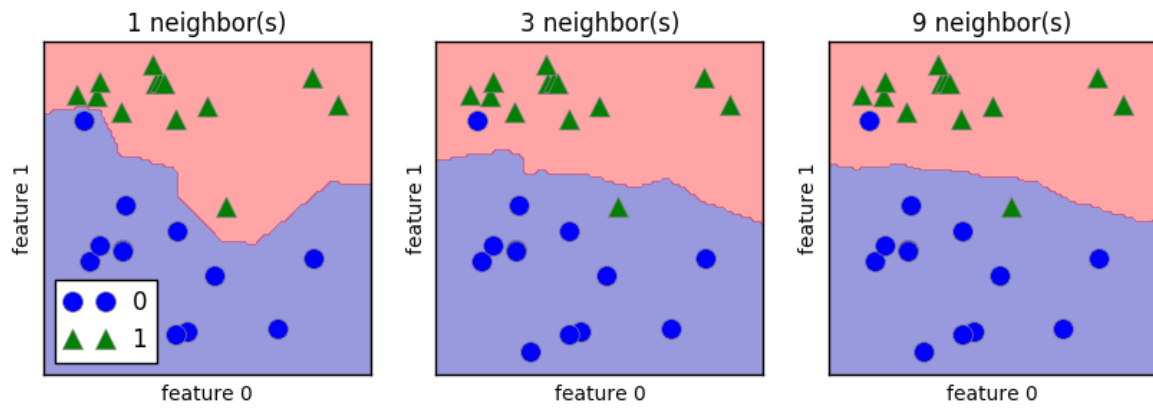 1 neighbor(s)
3 neighbor(s)
9 neighbor(s)
feature 1
0
1
feature 0
feature 1
feature 0
feature 1
feature 0